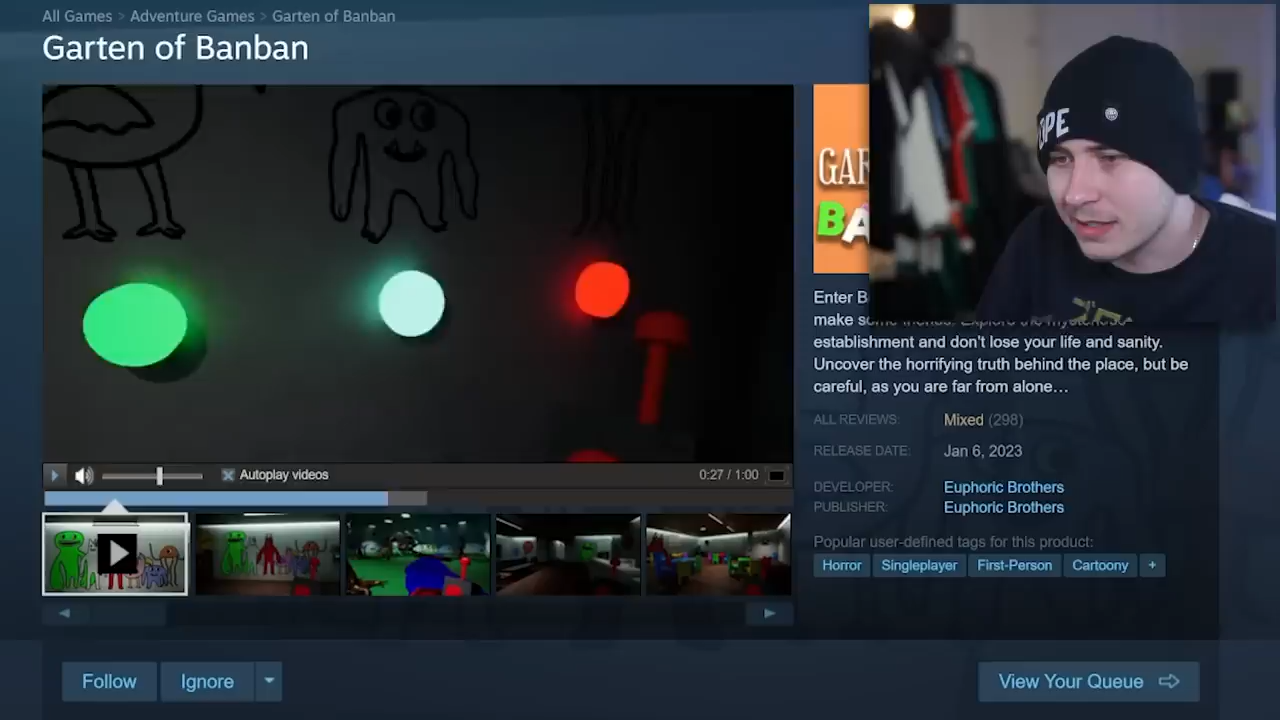 All Games > Adventure Games > Garten of Banban
Garten of Banban
GAR
BA
OPE
Enter B
make some friends. Explore the mysterious
establishment and don't lose your life and sanity.
Uncover the horrifying truth behind the place, but be
careful, as you are far from alone…
ALL REVIEWS: Mixed (298)
RELEASE DATE: Jan 6, 2023
DEVELOPER: Euphoric Brothers
PUBLISHER: Euphoric Brothers
Popular user-defined tags for this product:
Horror Singleplayer First-Person Cartoony +
Autoplay videos 0:27 / 1:00
Follow Ignore View Your Queue